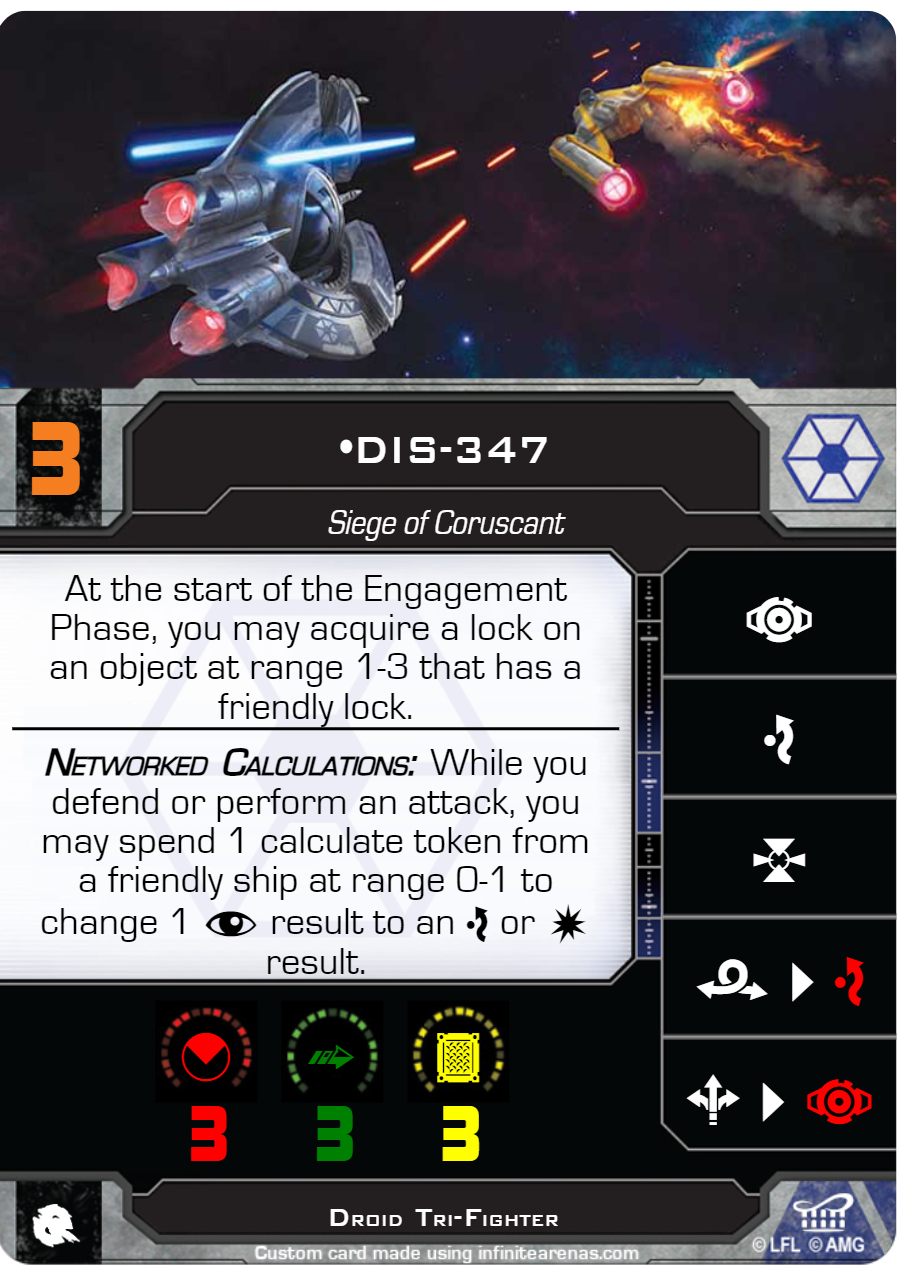 3
•DIS-347
Siege of Coruscant
At the start of the Engagement
Phase, you may acquire a lock on
an object at range 1-3 that has a
friendly lock.
Networked Calculations: While you
defend or perform an attack, you
may spend 1 calculate token from
a friendly ship at range 0-1 to
change 1 result to an or
result.
3 3 3
Droid Tri-Fighter
Custom card made using infinitearenas.com
© LFL © AMG